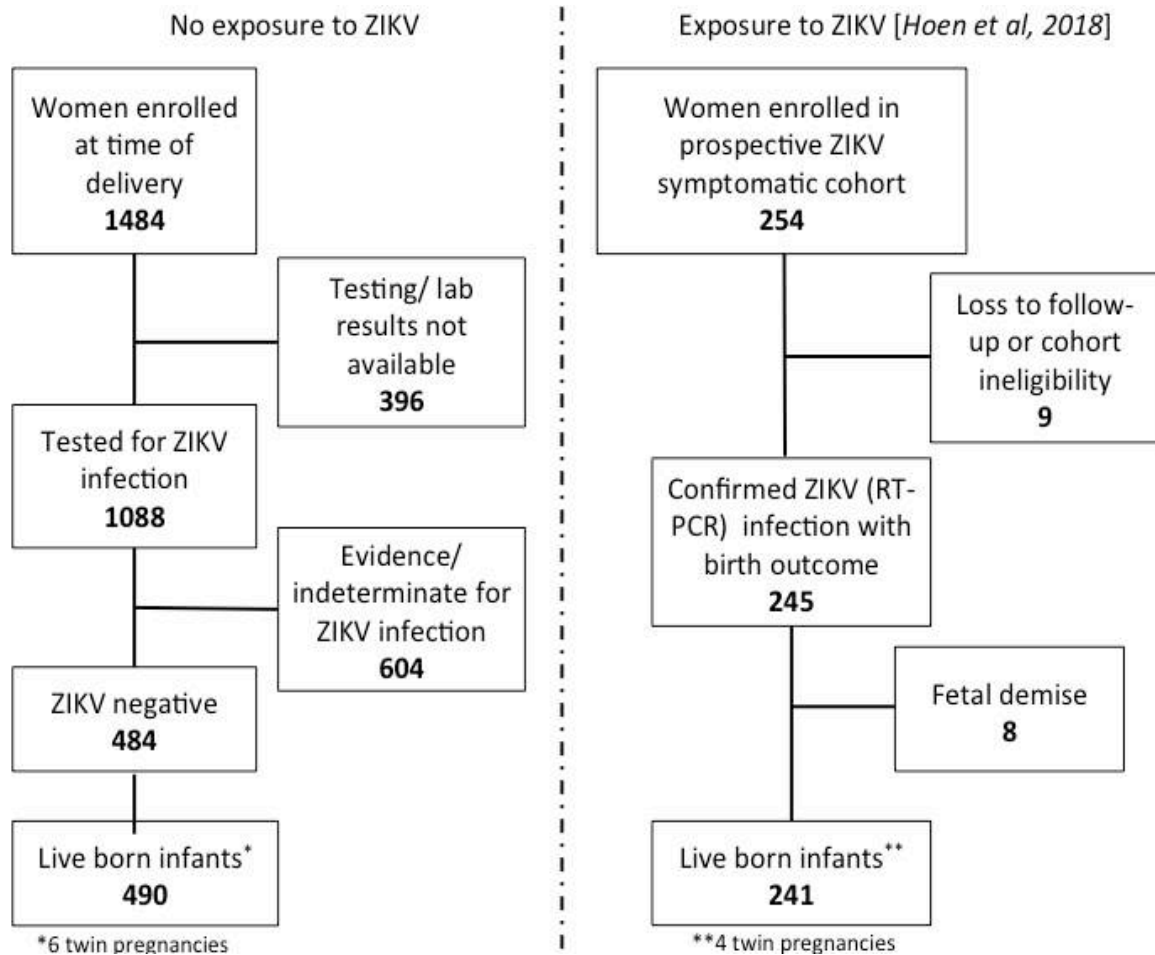 No exposure to ZIKV
Women enrolled
at time of
delivery
1484
Testing/ lab
results not
available
396
Tested for ZIKV
infection
1088
Evidence/
indeterminate for
ZIKV infection
604
ZIKV negative
484
Live born infants*
490
*6 twin pregnancies
Exposure to ZIKV [Hoen et al, 2018]
Women enrolled in
prospective ZIKV
symptomatic cohort
254
Loss to follow-
up or cohort
ineligibility
9
Confirmed ZIKV (RT-
PCR) infection with
birth outcome
245
Fetal demise
8
Live born infants**
241
**4 twin pregnancies